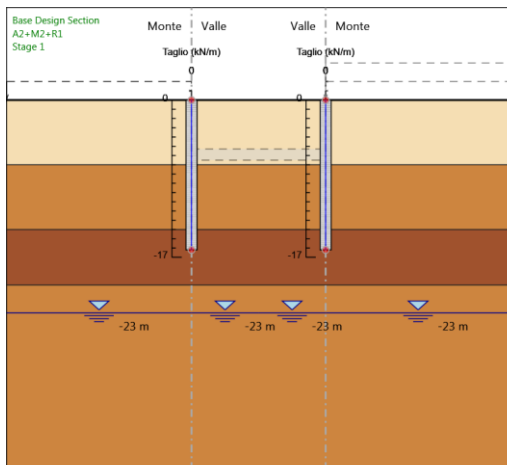 Base Design Section
A2+M2+R1
Stage 1
Monte
Valle
Valle
Monte
Taglio (kN/m)
Taglio (kN/m)
0
0
0
0
-17
-17
-23 m
-23 m
-23 m
-23 m